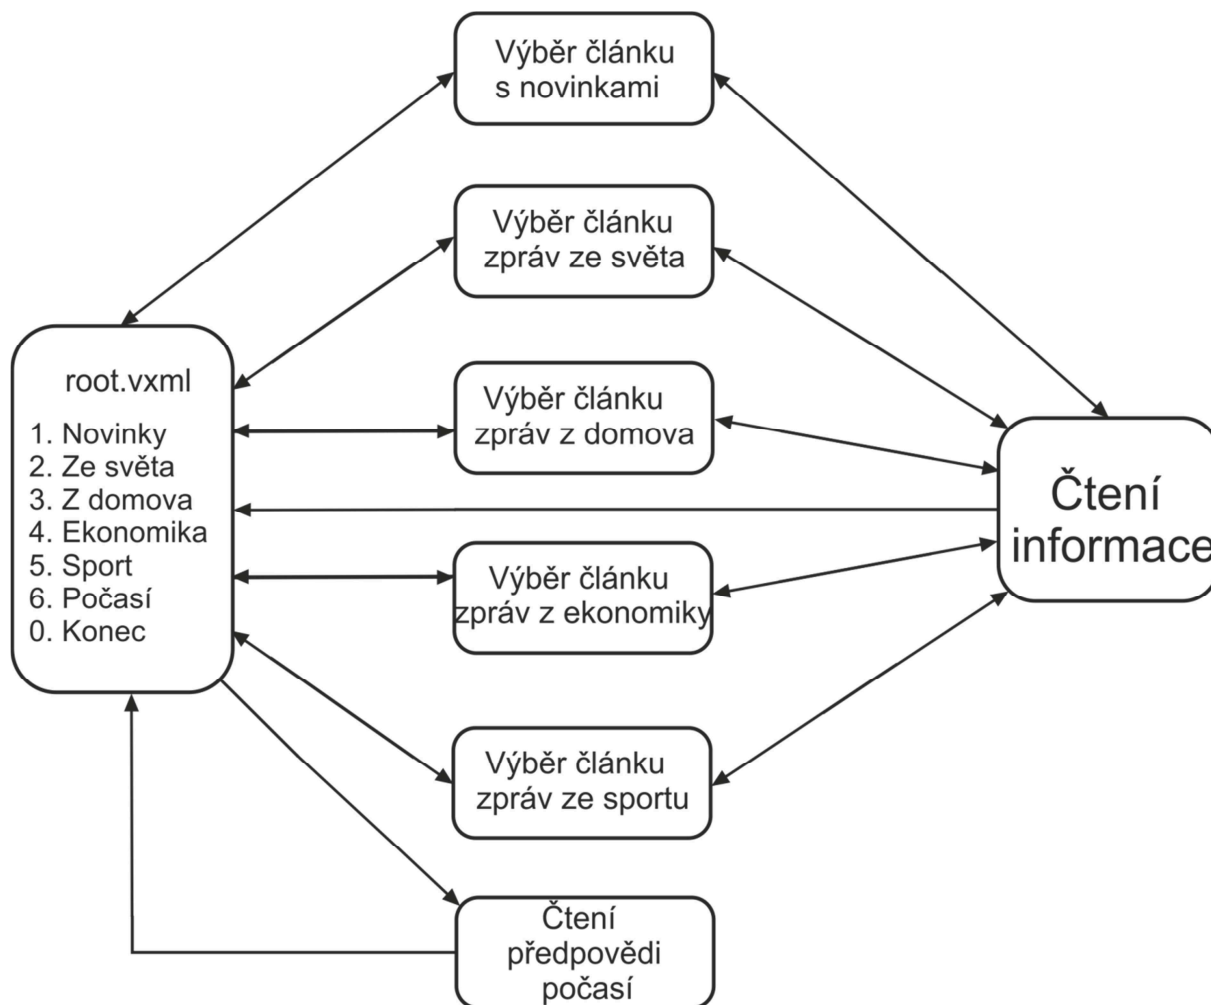 Výběr článku
s novinkami
Výběr článku
zpráv ze světa
root.vxml
1. Novinky
2. Ze světa
3. Z domova
4. Ekonomika
5. Sport
6. Počasí
0. Konec
Výběr článku
zpráv z domova
Čtení
informace
Výběr článku
zpráv z ekonomiky
Výběr článku
zpráv ze sportu
Čtení
předpovědi
počasí